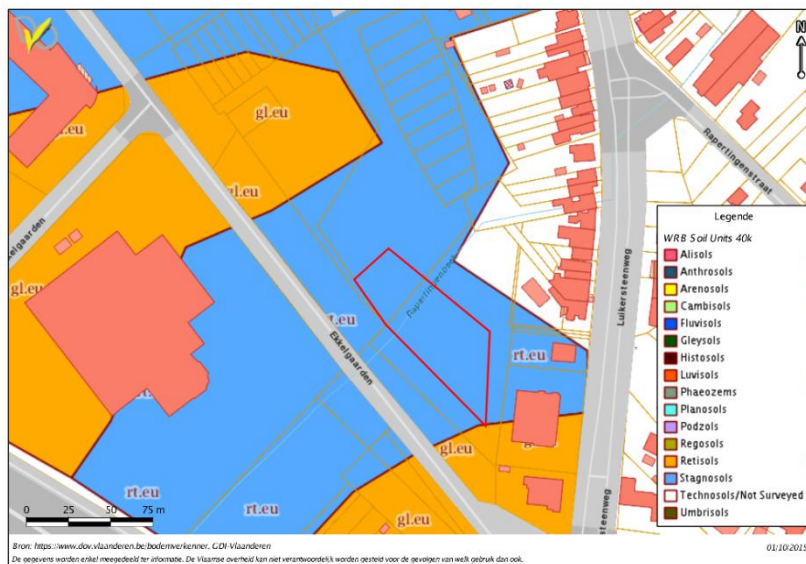 N
gl.eu
gl.eu
gl.eu
kelgaarden
gl.eu
rt.eu
Ekkelgaarden
rt.eu
rt.eu
gl.eu
gl.eu
Rapertingenstraat
Luikersteenweg
steenweg
Legende
WRB Soil Units 40k
Alisols
Anthrosols
Arenosols
Cambisols
Fluvisols
Gleysols
Histosols
Luvisols
Phaeozems
Planosols
Podzols
Regosols
Retisols
Stagnosols
Technosols/Not Surveyed
Umbrisols
0 25 50 75 m
Bron: https://www.dov.vlaanderen.be/bodemverkenner, GDI-Vlaanderen
01/10/2015
De gegevens worden enkel meegedeeld ter informatie. De Vlaamse overheid kan niet verantwoordelijk worden gesteld voor de gevolgen van welk gebruik dan ook.